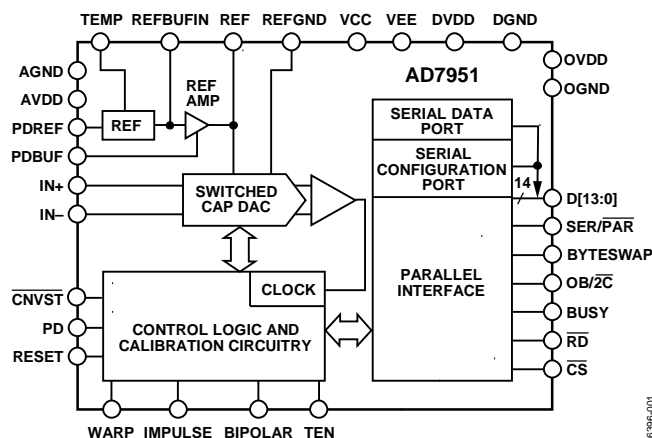 TEMP REFBUFIN REF REFGND VCC VEE DVDD DGND
AGND
AVDD
PDREF
PDBUF
IN+
IN–
CNVST
PD
RESET
REF
REF
AMP
SWITCHED
CAP DAC
CLOCK
CONTROL LOGIC AND
CALIBRATION CIRCUITRY
AD7951
SERIAL DATA
PORT
SERIAL
CONFIGURATION
PORT
14
PARALLEL
INTERFACE
OVDD
OGND
D[13:0]
SER/PAR
BYTESWAP
OB/2C
BUSY
RD
CS
WARP IMPULSE BIPOLAR TEN
6396-001